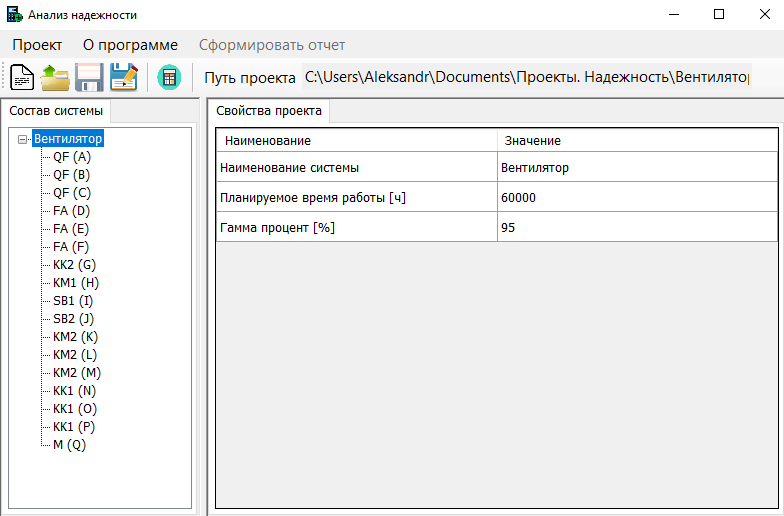 Анализ надежности
Проект О программе Сформировать отчет
Путь проекта C:\Users\Aleksandr\Documents\Проекты. Надежность\Вентилятор
Состав системы
Вентилятор
QF (A)
QF (B)
QF (C)
FA (D)
FA (E)
FA (F)
KK2 (G)
KM1 (H)
SB1 (I)
SB2 (J)
KM2 (K)
KM2 (L)
KM2 (M)
KK1 (N)
KK1 (O)
KK1 (P)
M (Q)
Свойства проекта
Наименование Значение
Наименование системы Вентилятор
Планируемое время работы [ч] 60000
Гамма процент [%] 95